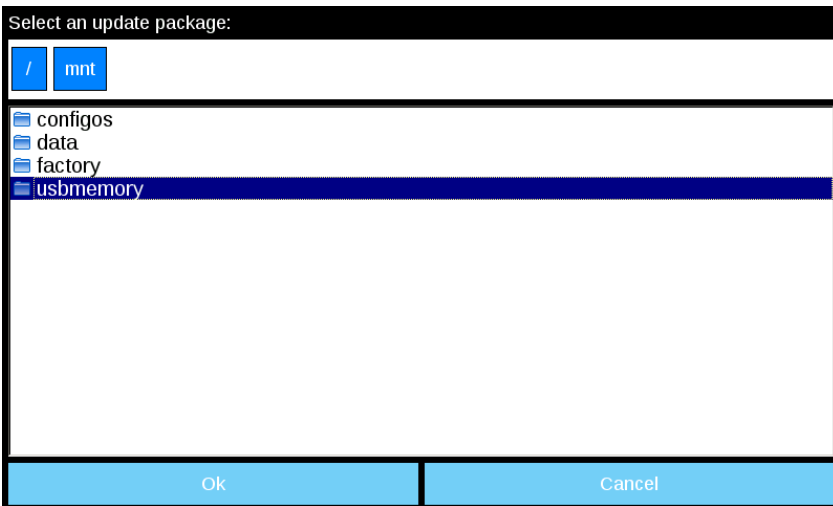 Select an update package:
/ mnt
configos
data
factory
usbmemory
Ok Cancel